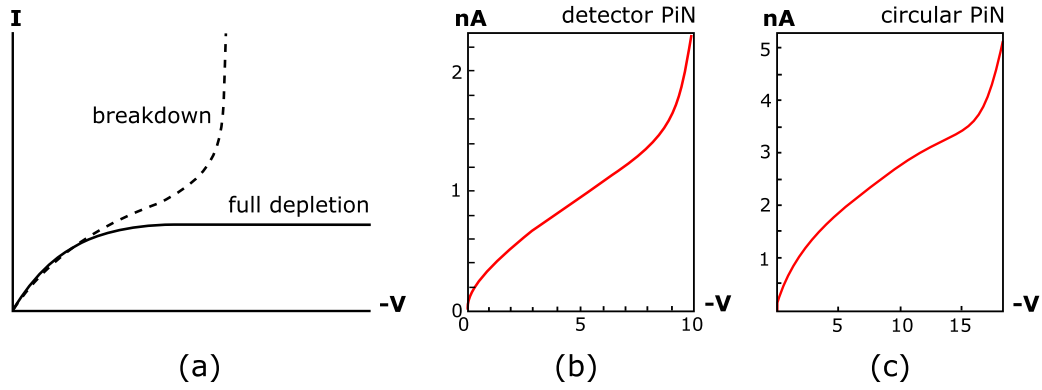 I
breakdown
full depletion
-V
(a)
nA
detector PiN
2
1
0
0
10
-V
(b)
nA
circular PiN
5
4
3
2
1
5
10
15
-V
(c)